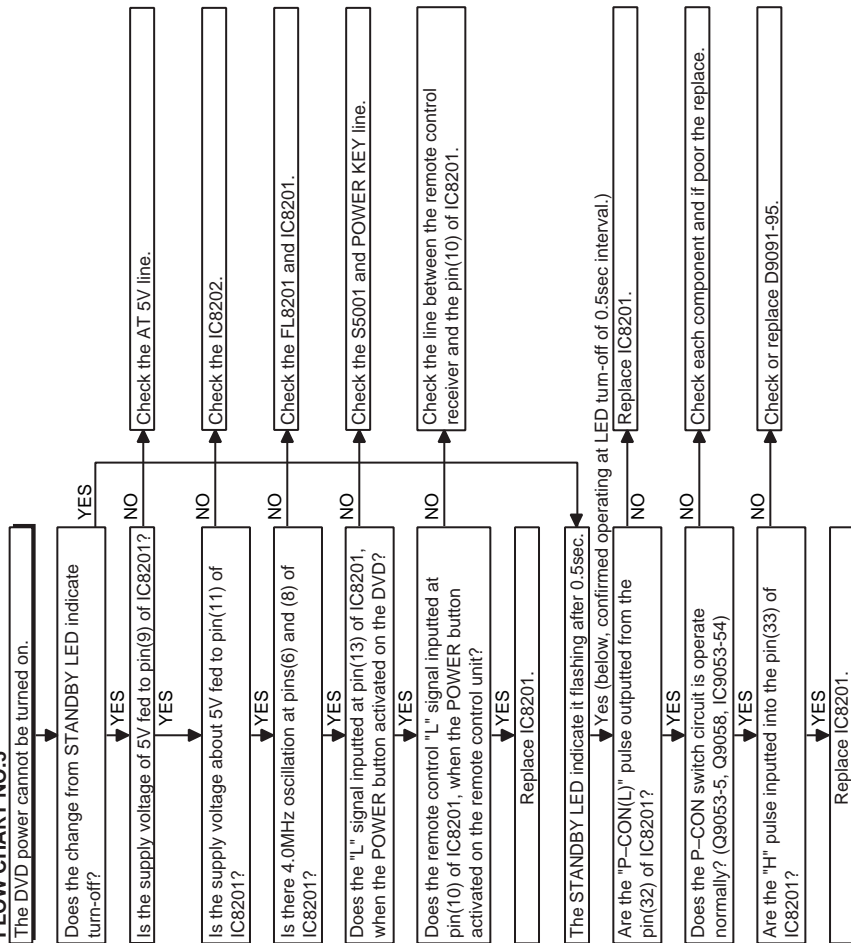 FLOW CHART NO.3
The DVD power cannot be turned on.
Does the change from STANDBY LED indicate
turn-off?
YES
YES
Is the supply voltage of 5V fed to pin(9) of IC8201?
NO
Check the AT 5V line.
YES
Is the supply voltage about 5V fed to pin(11) of
IC8201?
NO
Check the IC8202.
YES
Is there 4.0MHz oscillation at pins(6) and (8) of
IC8201?
NO
Check the FL8201 and IC8201.
YES
Does the "L" signal inputted at pin(13) of IC8201,
when the POWER button activated on the DVD?
NO
Check the S5001 and POWER KEY line.
YES
Does the remote control "L" signal inputted at
pin(10) of IC8201, when the POWER button
activated on the remote control unit?
NO
Check the line between the remote control
receiver and the pin(10) of IC8201.
YES
Replace IC8201.
The STANDBY LED indicate it flashing after 0.5sec.
Yes (below, confirmed operating at LED turn-off of 0.5sec interval.)
Are the "P–CON(L)" pulse outputted from the
pin(32) of IC8201?
NO
Replace IC8201.
YES
Does the P–CON switch circuit is operate
normally? (Q9053-5, Q9058, IC9053-54)
NO
Check each component and if poor the replace.
YES
Are the "H" pulse inputted into the pin(33) of
IC8201?
NO
Check or replace D9091-95.
YES
Replace IC8201.